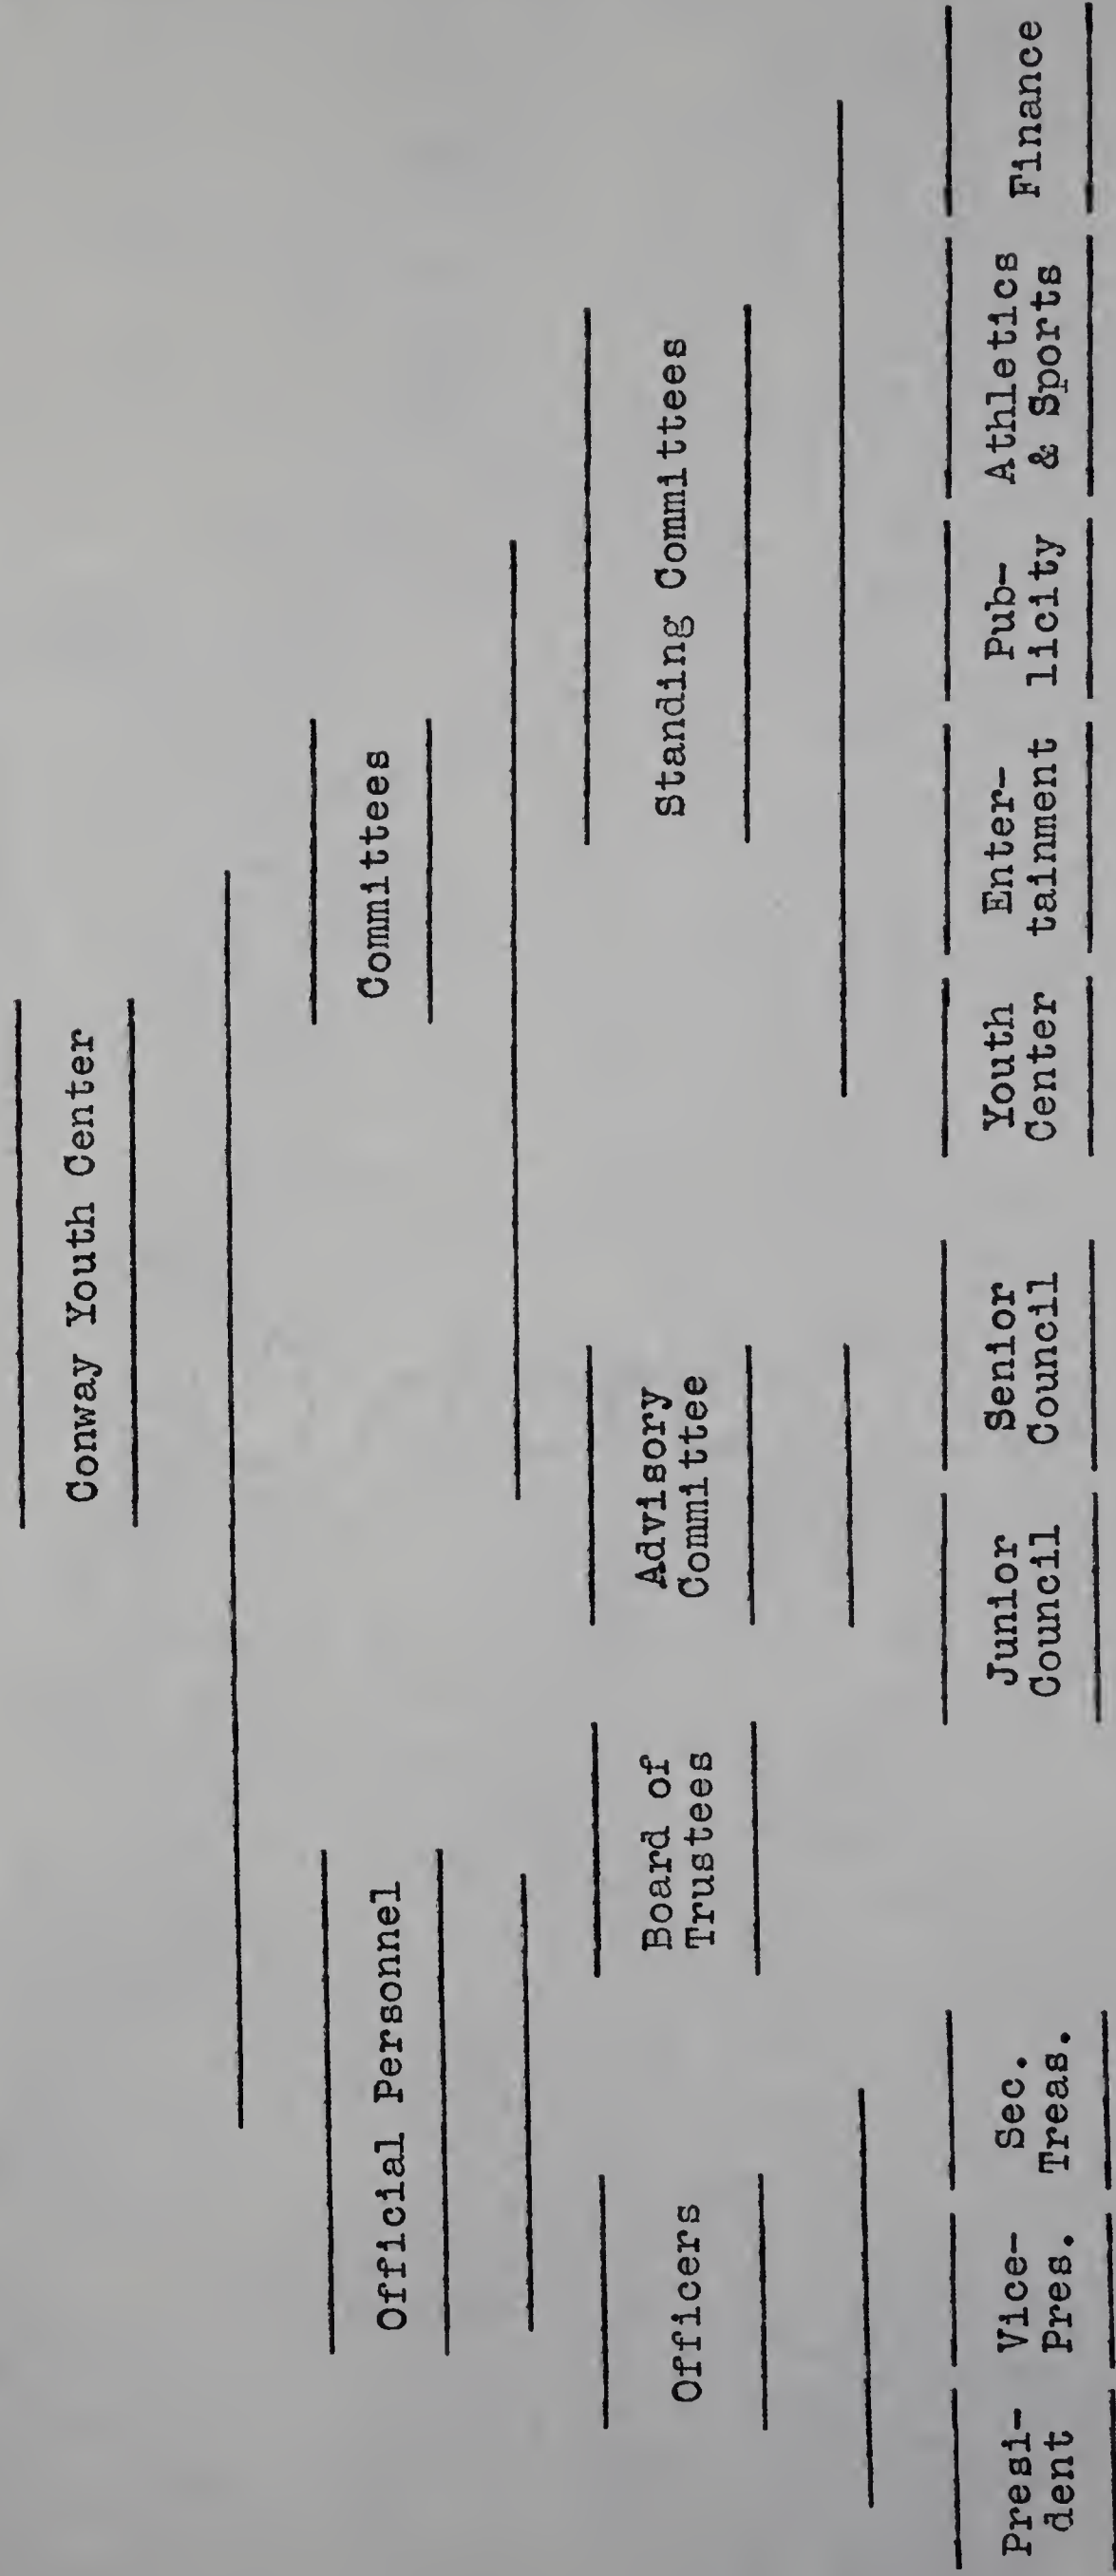 Conway Youth Center
Official Personnel
Committees
Officers
Board of
Trustees
Advisory
Committee
Standing Committees
Presi-
dent
Vice-
Pres.
Sec.
Treas.
Junior
Council
Senior
Council
Youth
Center
Enter-
tainment
Pub-
licity
Athletics
& Sports
Finance